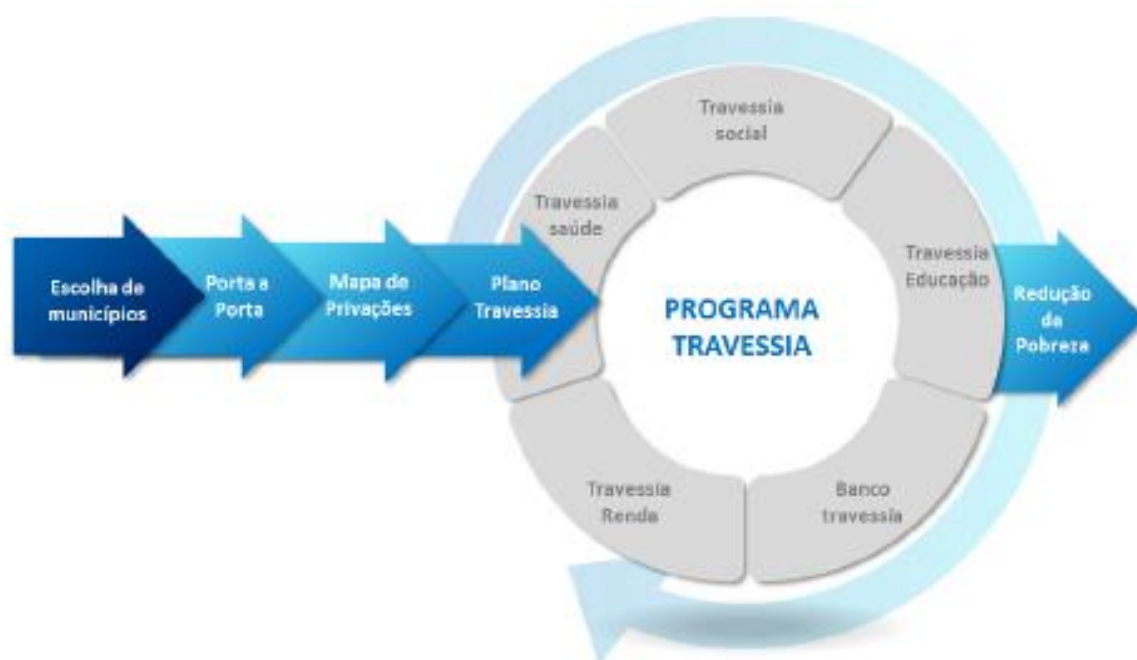 Escolha de
municípios
Porta a
Porta
Mapa de
Privações
Plano
Travessia
Travessia
saúde
Travessia
social
Travessia
Educação
Banco
travessia
Travessia
Renda
PROGRAMA
TRAVESSIA
Redução
da
Pobreza